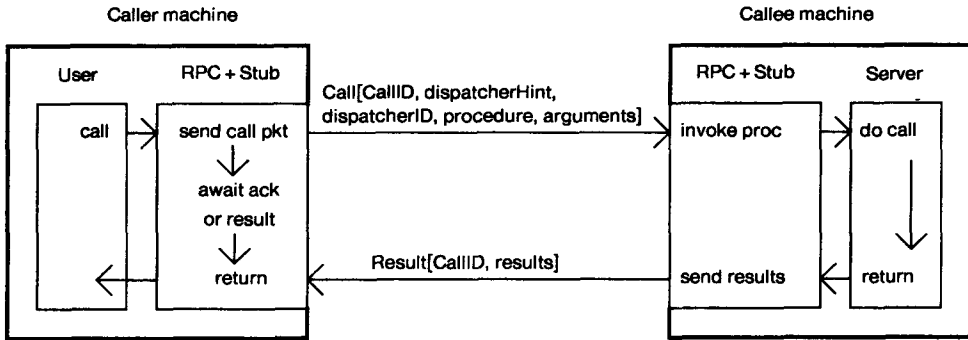 Caller machine
Callee machine
User
RPC + Stub
RPC + Stub
Server
Call[CallID, dispatcherHint,
dispatcherID, procedure, arguments]
call
send call pkt
invoke proc
do call
await ack
or result
Result[CallID, results]
return
send results
return